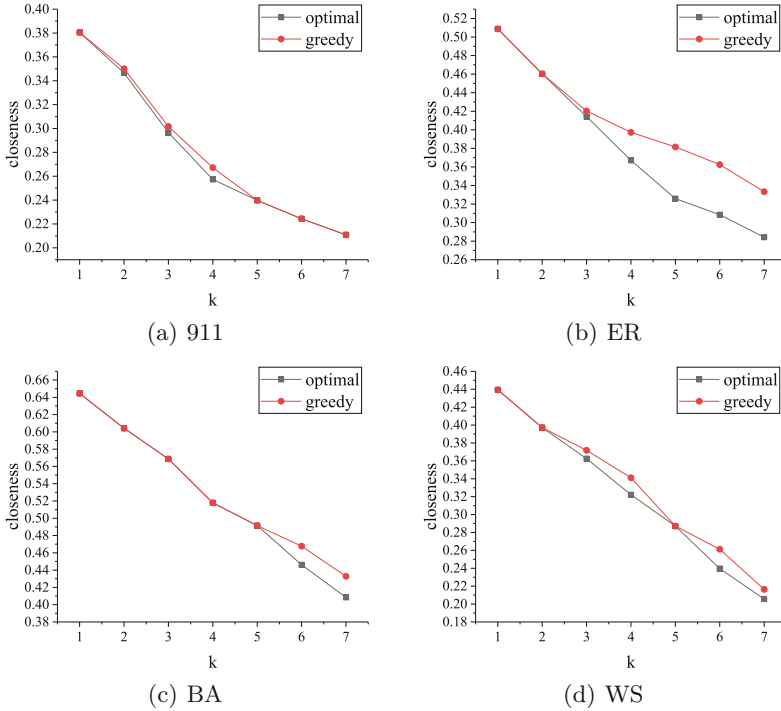 optimal
greedy
0.40
0.38
0.36
0.34
0.32
0.30
0.28
0.26
0.24
0.22
0.20
closeness
1 2 3 4 5 6 7
k
(a) 911
optimal
greedy
0.52
0.50
0.48
0.46
0.44
0.42
0.40
0.38
0.36
0.34
0.32
0.30
0.28
0.26
closeness
1 2 3 4 5 6 7
k
(b) ER
optimal
greedy
0.66
0.64
0.62
0.60
0.58
0.56
0.54
0.52
0.50
0.48
0.46
0.44
0.42
0.40
0.38
closeness
1 2 3 4 5 6 7
k
(c) BA
optimal
greedy
0.46
0.44
0.42
0.40
0.38
0.36
0.34
0.32
0.30
0.28
0.26
0.24
0.22
0.20
0.18
closeness
1 2 3 4 5 6 7
k
(d) WS